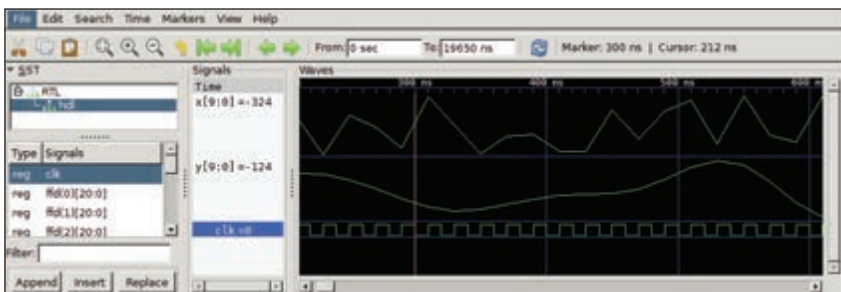 File Edit Search Time Markers View Help
From: 0 sec To: 19650 ns Marker: 300 ns | Cursor: 212 ns
SST
RTL
hdl
Type Signals
reg clk
reg ffd(0)[20:0]
reg ffd(1)[20:0]
reg ffd(2)[20:0]
Filter:
Append Insert Replace
Signals
Time
x[9:0] =-324
y[9:0] =-124
clk =0
Waves
300 ns 400 ns 500 ns 600 ns